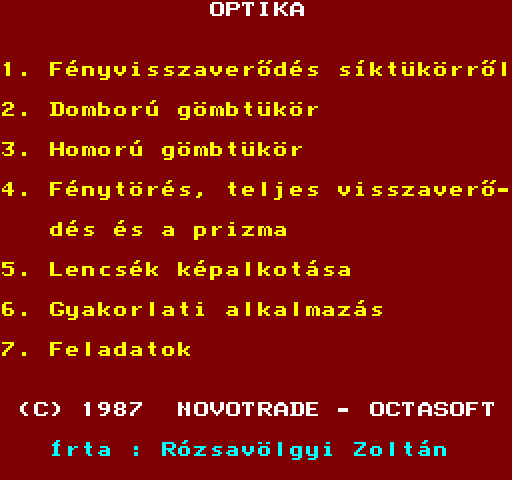 OPTIKA
1. Fényvisszaverődés síktükörről
2. Domború gömbtükör
3. Homorú gömbtükör
4. Fénytörés, teljes visszaverő-
dés és a prizma
5. Lencsék képalkotása
6. Gyakorlati alkalmazás
7. Feladatok
(C) 1987 NOVOTRADE - OCTASOFT
írta : Rózsavölgyi Zoltán